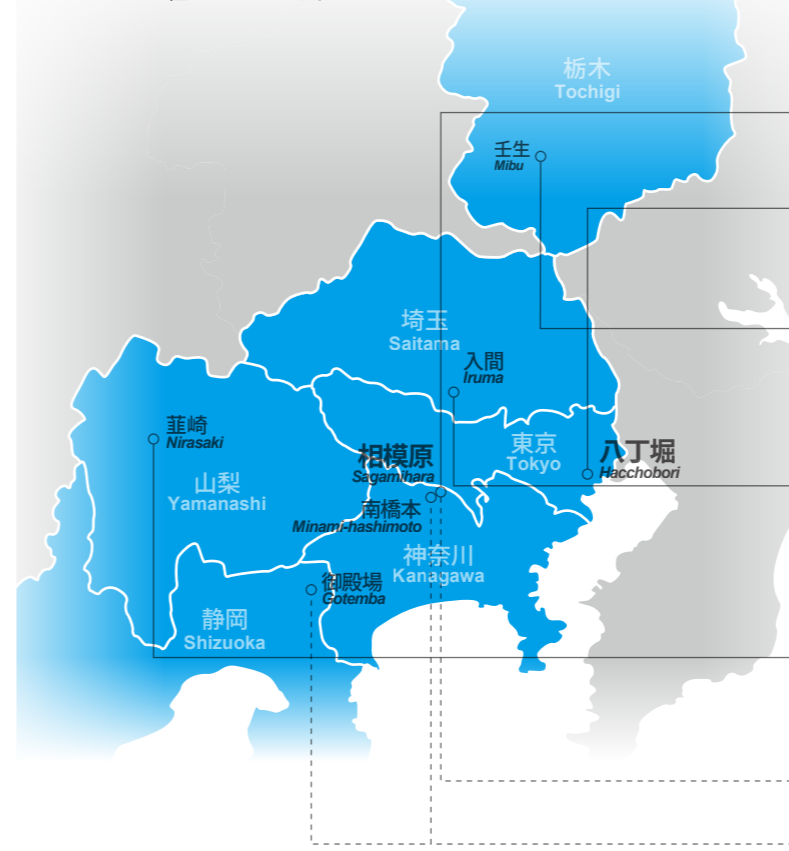 栃木
Tochigi
壬生
Mibu
埼玉
Saitama
入間
Iruma
韮崎
Nirasaki
東京
Tokyo
八丁堀
Hacchobori
相模原
Sagamihara
山梨
Yamanashi
南橋本
Minami-hashimoto
神奈川
Kanagawa
御殿場
Gotemba
静岡
Shizuoka